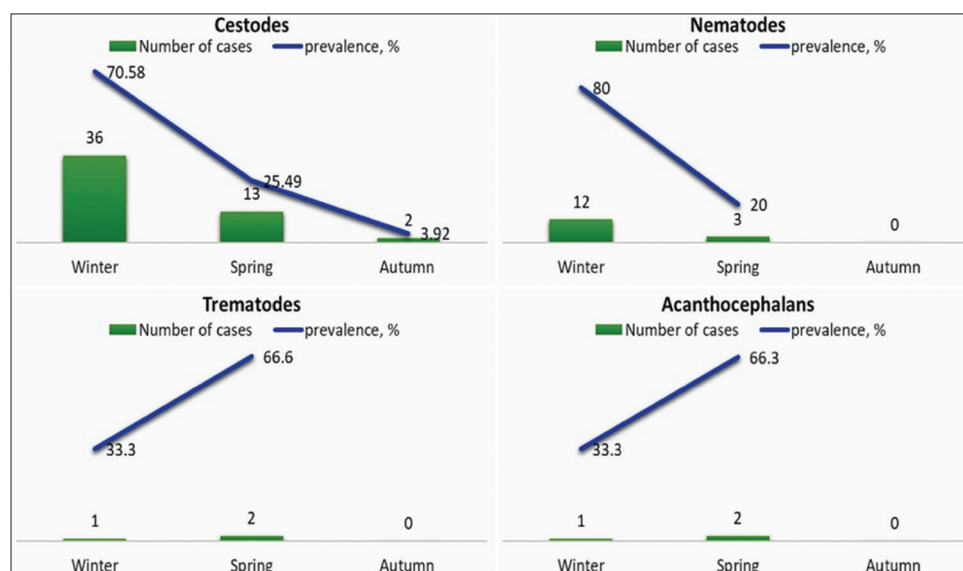 Cestodes
Number of cases prevalence, %
70.58
36
25.49
13
2
3.92
Winter Spring Autumn
Nematodes
Number of cases prevalence, %
80
12
20
3
0
Winter Spring Autumn
Trematodes
Number of cases prevalence, %
66.6
33.3
1 2 0
Winter Spring Autumn
Acanthocephalans
Number of cases prevalence, %
66.3
33.3
1 2 0
Winter Spring Autumn